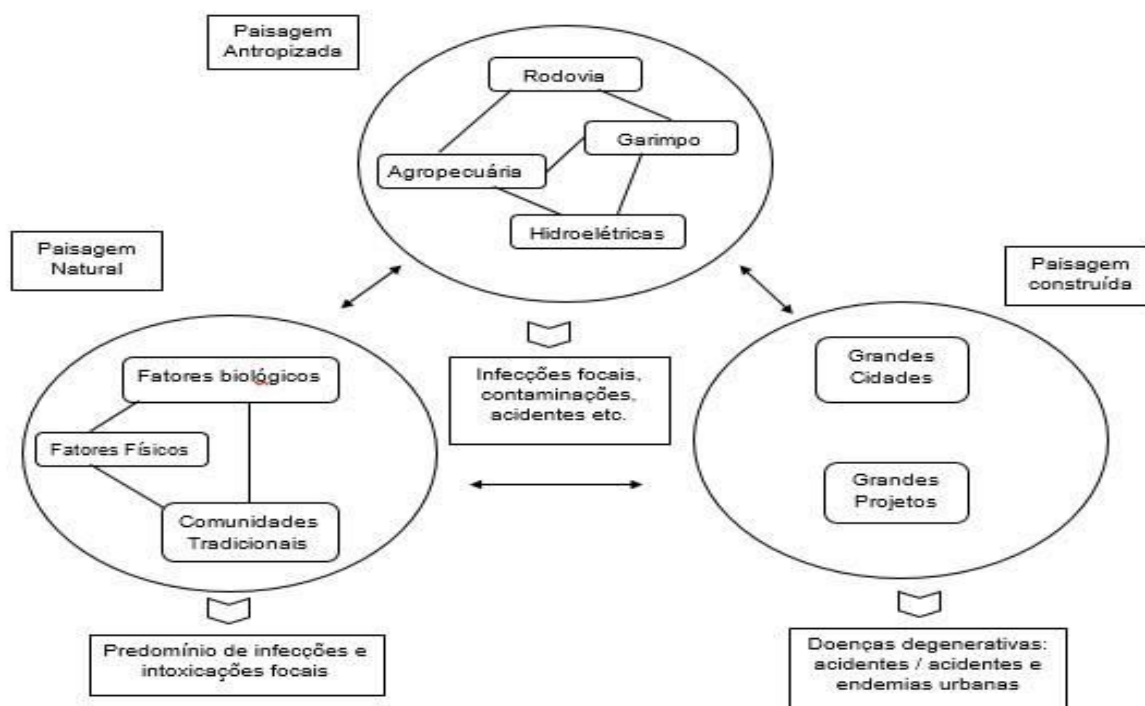 Paisagem
Antropizada
Rodovia
Garimpo
Agropecuária
Hidroelétricas
Paisagem
Natural
Paisagem
construída
Fatores biológicos
Fatores Físicos
Comunidades
Tradicionais
Infecções focais,
contaminações,
acidentes etc.
Grandes
Cidades
Grandes
Projetos
Predomínio de infecções e
intoxicações focais
Doenças degenerativas:
acidentes / acidentes e
endemias urbanas